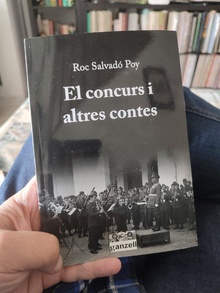 Roc Salvadó Poy
El concurs i
altres contes
ganzell